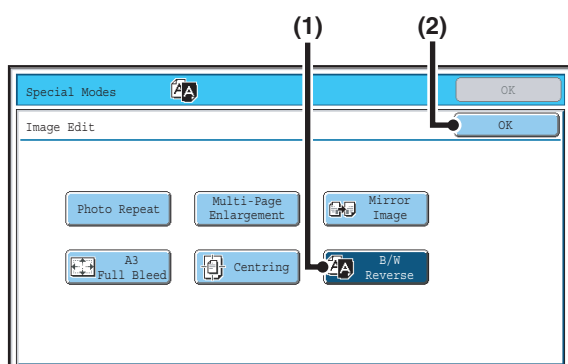 (1) (2)
Special Modes OK
Image Edit OK
Photo Repeat
Multi-Page
Enlargement
Mirror
Image
A3
Full Bleed
Centring
B/W
Reverse